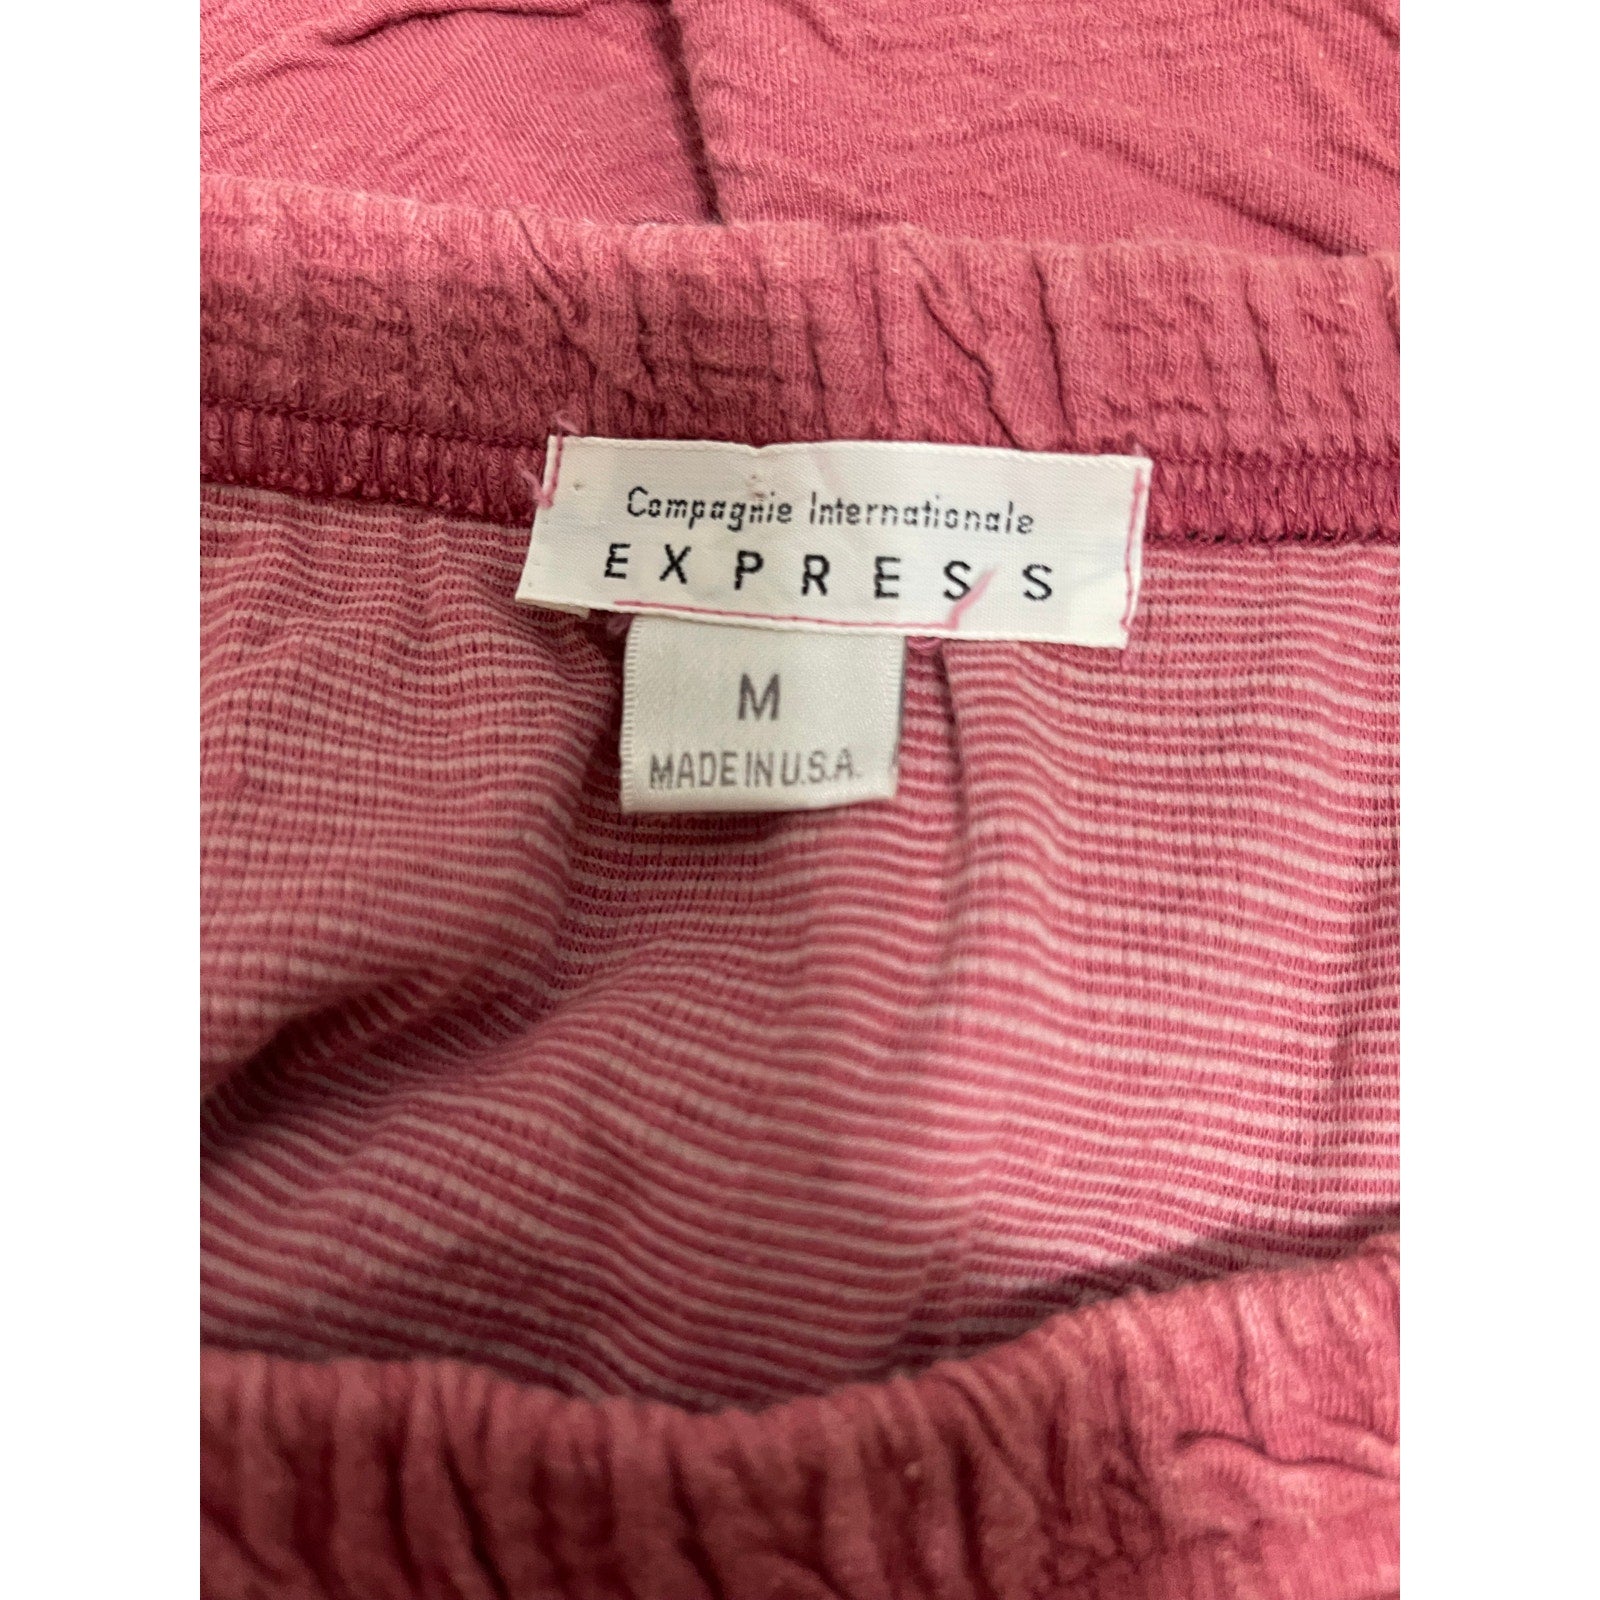 Compagnie Internationale
EXPRESS
M
MADE IN U.S.A.